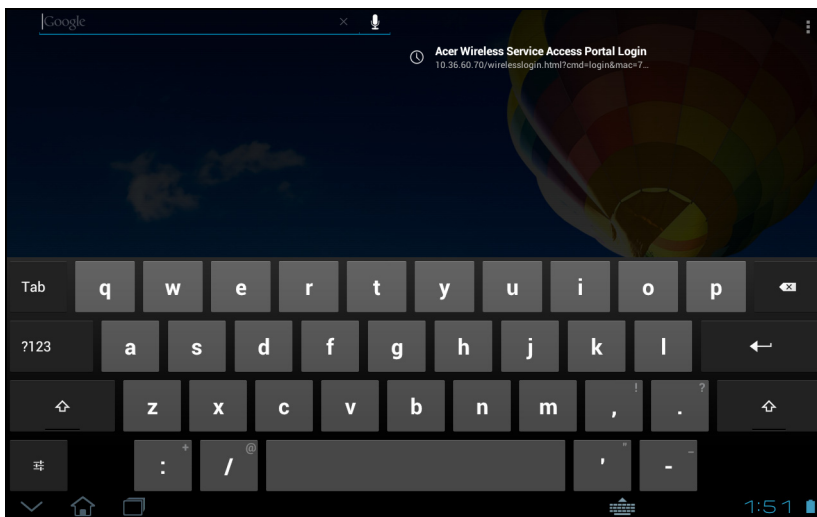 Google
Acer Wireless Service Access Portal Login
10.36.60.70/wirelesslogin.html?cmd=login&mac=7...
Tab q w e r t y u i o p
?123 a s d f g h j k l
z x c v b n m , ! . ?
: + / @ ' " - _
1:51